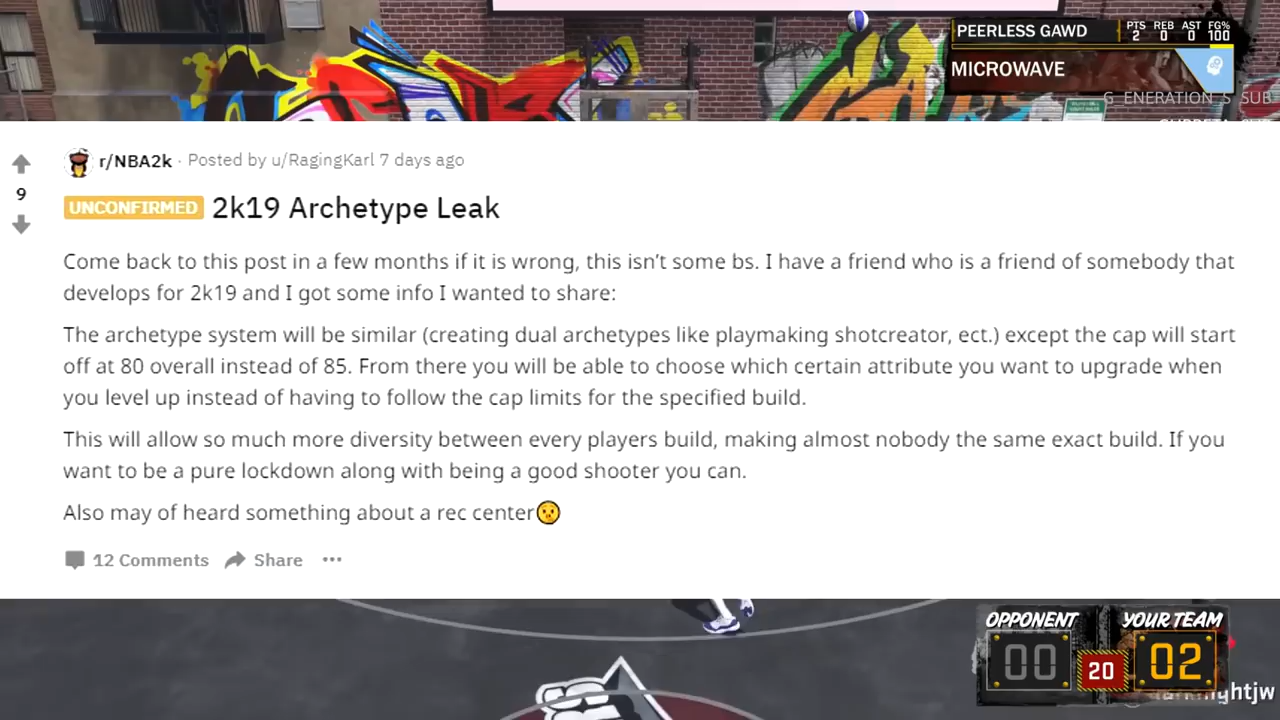 PEERLESS GAWD
PTS REB AST FG%
2 0 0 100
MICROWAVE
G_ENERATION_S SUB
r/NBA2k · Posted by u/RagingKarl 7 days ago
9
UNCONFIRMED 2k19 Archetype Leak
Come back to this post in a few months if it is wrong, this isn't some bs. I have a friend who is a friend of somebody that
develops for 2k19 and I got some info I wanted to share:
The archetype system will be similar (creating dual archetypes like playmaking shotcreator, ect.) except the cap will start
off at 80 overall instead of 85. From there you will be able to choose which certain attribute you want to upgrade when
you level up instead of having to follow the cap limits for the specified build.
This will allow so much more diversity between every players build, making almost nobody the same exact build. If you
want to be a pure lockdown along with being a good shooter you can.
Also may of heard something about a rec center🤫
12 Comments Share ···
OPPONENT YOUR TEAM
00 20 02